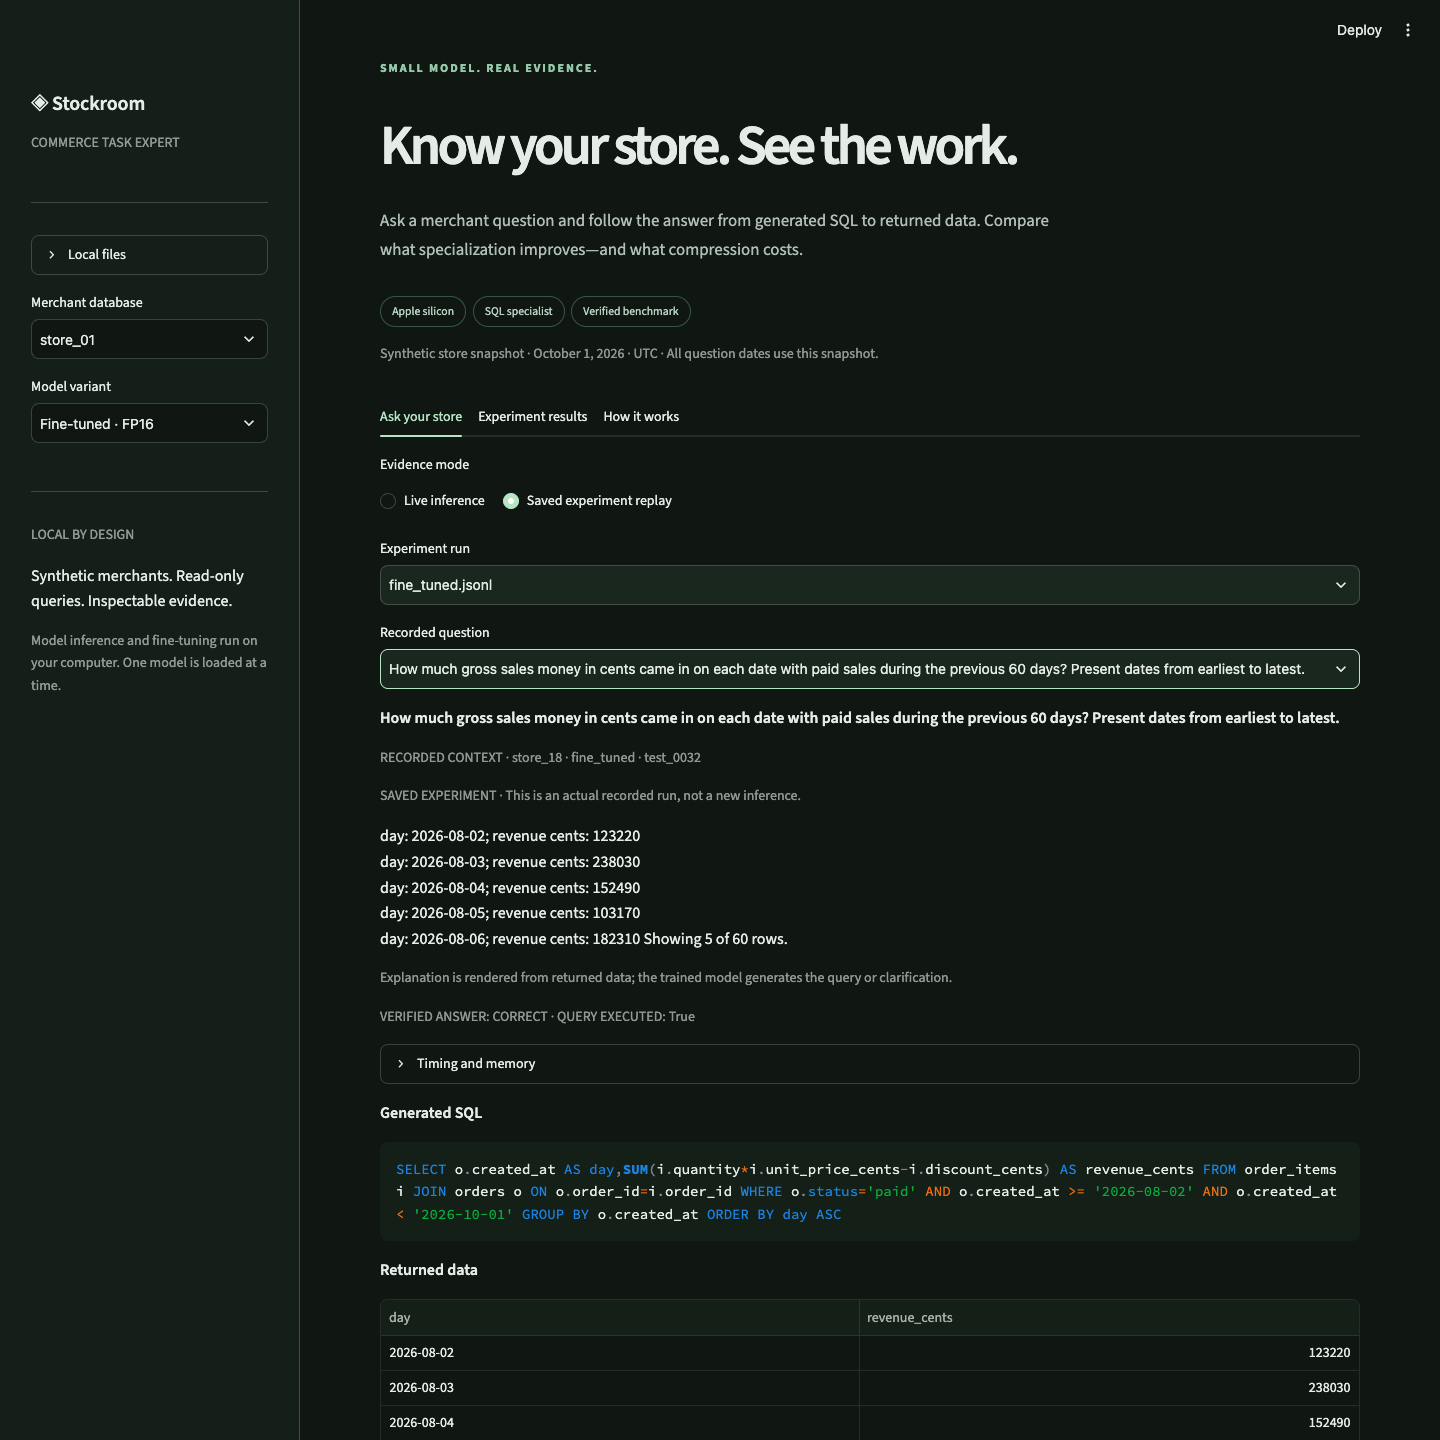 Deploy
◈ Stockroom
COMMERCE TASK EXPERT
Local files
Merchant database
store_01
Model variant
Fine-tuned · FP16
LOCAL BY DESIGN
Synthetic merchants. Read-only
queries. Inspectable evidence.
Model inference and fine-tuning run on
your computer. One model is loaded at a
time.
SMALL MODEL. REAL EVIDENCE.
Know your store. See the work.
Ask a merchant question and follow the answer from generated SQL to returned data. Compare
what specialization improves—and what compression costs.
Apple silicon
SQL specialist
Verified benchmark
Synthetic store snapshot · October 1, 2026 · UTC · All question dates use this snapshot.
Ask your store
Experiment results
How it works
Evidence mode
Live inference
Saved experiment replay
Experiment run
fine_tuned.jsonl
Recorded question
How much gross sales money in cents came in on each date with paid sales during the previous 60 days? Present dates from earliest to latest.
How much gross sales money in cents came in on each date with paid sales during the previous 60 days? Present dates from earliest to latest.
RECORDED CONTEXT · store_18 · fine_tuned · test_0032
SAVED EXPERIMENT · This is an actual recorded run, not a new inference.
day: 2026-08-02; revenue cents: 123220
day: 2026-08-03; revenue cents: 238030
day: 2026-08-04; revenue cents: 152490
day: 2026-08-05; revenue cents: 103170
day: 2026-08-06; revenue cents: 182310 Showing 5 of 60 rows.
Explanation is rendered from returned data; the trained model generates the query or clarification.
VERIFIED ANSWER: CORRECT · QUERY EXECUTED: True
Timing and memory
Generated SQL
SELECT o.created_at AS day,SUM(i.quantity*i.unit_price_cents-i.discount_cents) AS revenue_cents FROM order_items
i JOIN orders o ON o.order_id=i.order_id WHERE o.status='paid' AND o.created_at >= '2026-08-02' AND o.created_at
< '2026-10-01' GROUP BY o.created_at ORDER BY day ASC
Returned data
day revenue_cents
2026-08-02 123220
2026-08-03 238030
2026-08-04 152490